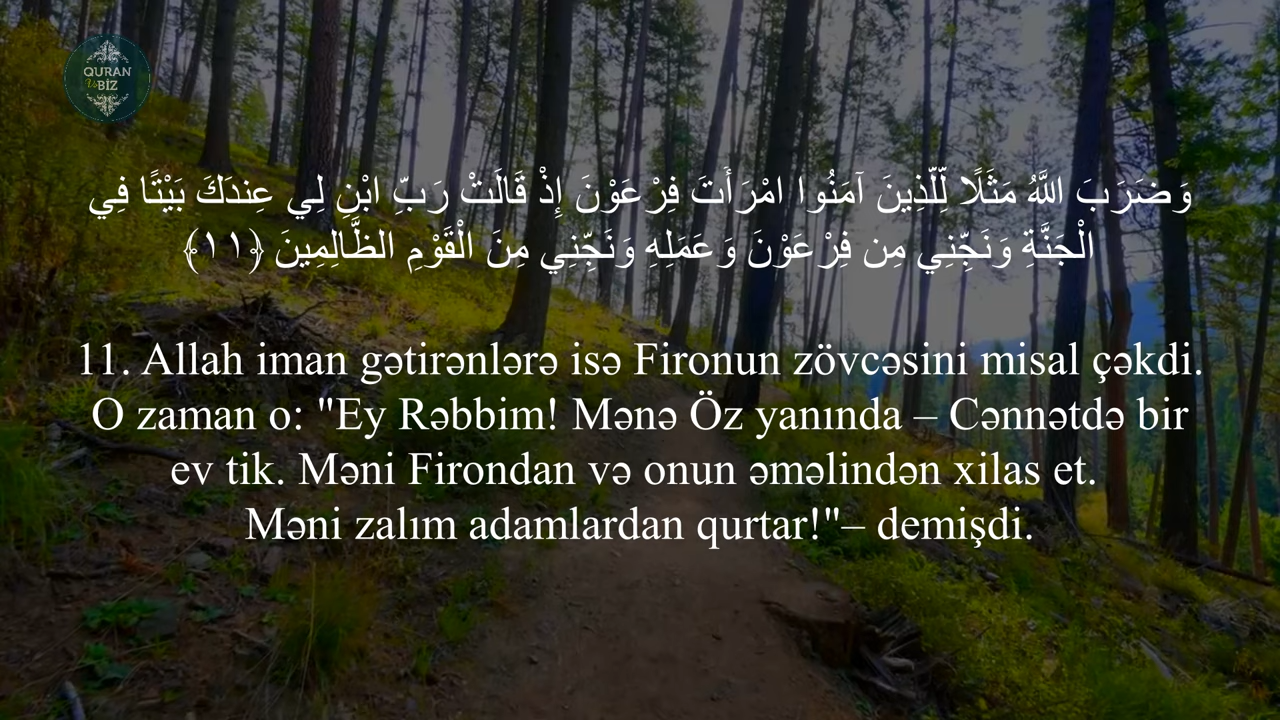 QURAN
Və BİZ
وَضَرَبَ اللَّهُ مَثَلًا لِّلَّذِينَ آمَنُوا امْرَأَتَ فِرْعَوْنَ إِذْ قَالَتْ رَبِّ ابْنِ لِي عِندَكَ بَيْتًا فِي
الْجَنَّةِ وَنَجِّنِي مِن فِرْعَوْنَ وَعَمَلِهِ وَنَجِّنِي مِنَ الْقَوْمِ الظَّالِمِينَ ﴿١١﴾
11. Allah iman gətirənlərə isə Fironun zövcəsini misal çəkdi.
O zaman o: "Ey Rəbbim! Mənə Öz yanında – Cənnətdə bir
ev tik. Məni Firondan və onun əməlindən xilas et.
Məni zalım adamlardan qurtar!"– demişdi.